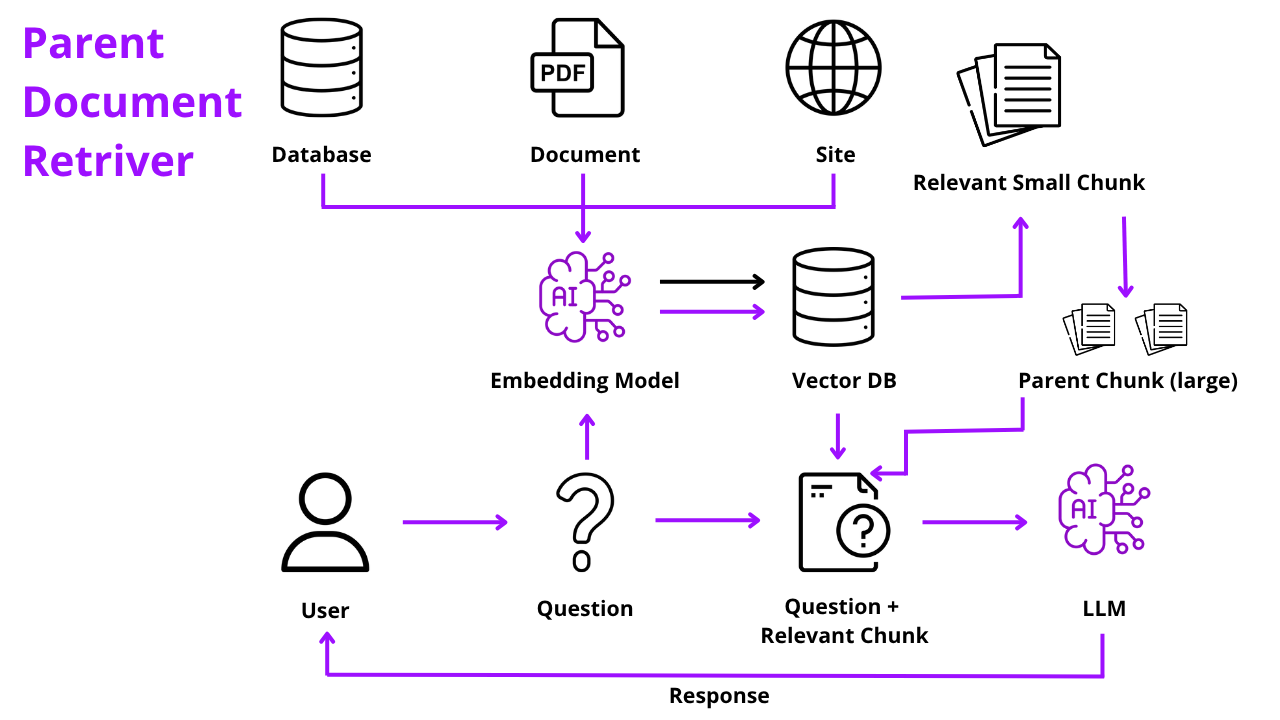 Parent
Document
Retriver
Database
PDF
Document
Site
Relevant Small Chunk
AI
Embedding Model
Vector DB
Parent Chunk (large)
User
Question
Question +
Relevant Chunk
AI
LLM
Response